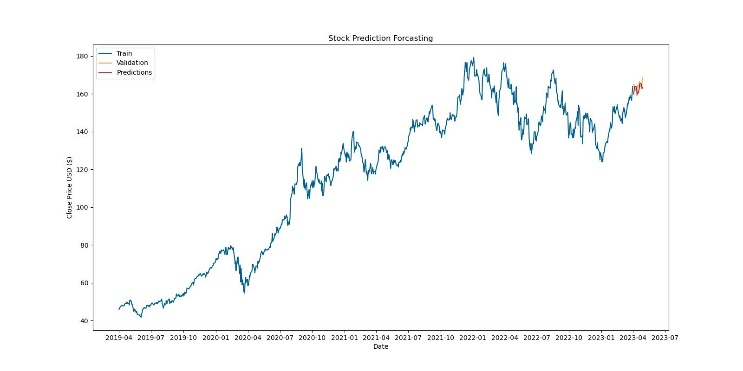 Stock Prediction Forcasting
Train
Validation
Predictions
Close Price USD ($)
180
160
140
120
100
80
60
40
2019-04 2019-07 2019-10 2020-01 2020-04 2020-07 2020-10 2021-01 2021-04 2021-07 2021-10 2022-01 2022-04 2022-07 2022-10 2023-01 2023-04 2023-07
Date